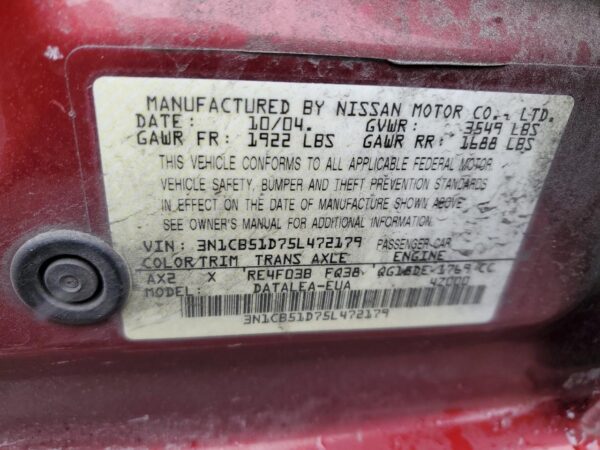 MANUFACTURED BY NISSAN MOTOR CO., LTD.
DATE: 10/04. GVWR: 3549 LBS
GAWR FR: 1922 LBS GAWR RR: 1688 LBS
THIS VEHICLE CONFORMS TO ALL APPLICABLE FEDERAL MOTOR
VEHICLE SAFETY, BUMPER AND THEFT PREVENTION STANDARDS
IN EFFECT ON THE DATE OF MANUFACTURE SHOWN ABOVE.
SEE OWNER'S MANUAL FOR ADDITIONAL INFORMATION.
VIN: 3N1CB51D75L472179 PASSENGER CAR
COLOR/TRIM TRANS AXLE ENGINE
AX2 X RE4F03B FQ38 QG18DE 1769 CC
MODEL: DATALEA-EUA 4Z000
3N1CB51D75L472179